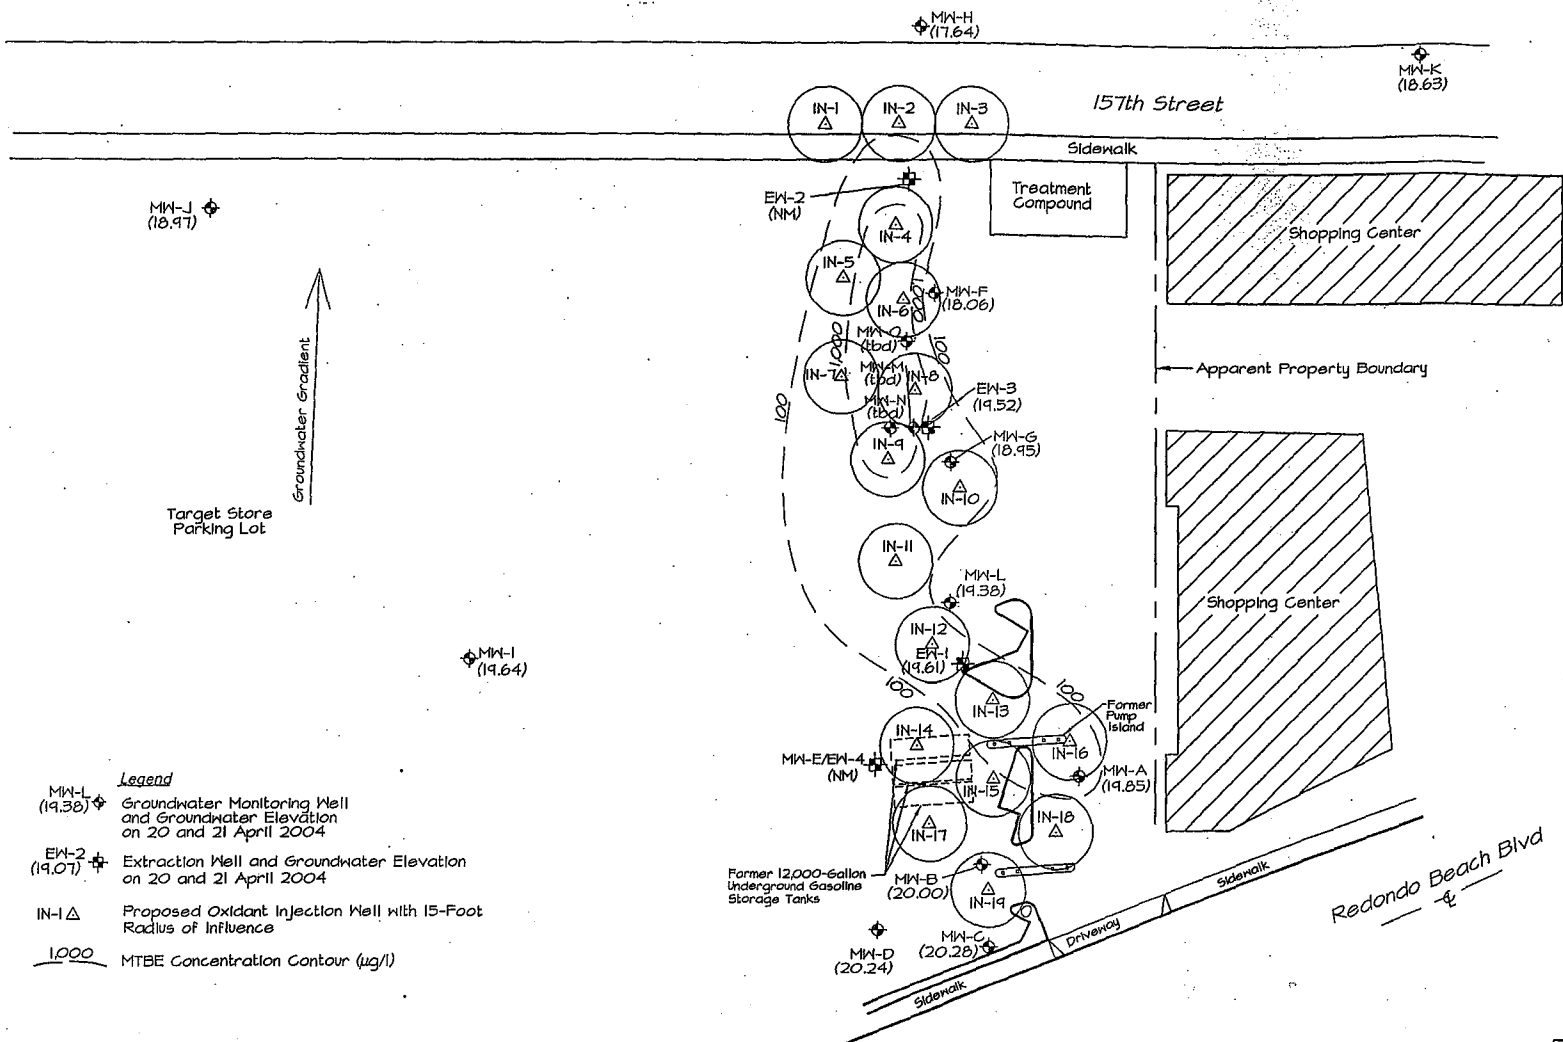 MW-H
(17.64)
MW-K
(18.63)
IN-1
IN-2
IN-3
157th Street
Sidewalk
EW-2
(NM)
Treatment
Compound
MW-J
(18.97)
IN-4
Shopping Center
IN-5
IN-6
1,000
MW-F
(18.06)
Groundwater Gradient
MW-O
(tbd)
1,000
100
IN-7
MW-M
(tbd)
IN-8
Apparent Property Boundary
EW-3
(19.52)
MW-N
(tbd)
100
IN-9
MW-G
(18.95)
IN-10
Target Store
Parking Lot
IN-11
MW-L
(19.38)
Shopping Center
IN-12
EW-1
(19.61)
MW-I
(19.64)
100
100
IN-13
Former
Pump
Island
IN-14
IN-16
MW-E/EW-4
(NM)
MW-A
(19.85)
IN-15
IN-17
IN-18
Former 12,000-Gallon
Underground Gasoline
Storage Tanks
MW-B
(20.00)
IN-19
MW-D
(20.24)
MW-C
(20.28)
Driveway
Sidewalk
Sidewalk
Redondo Beach Blvd
Legend
MW-L
(19.38)
Groundwater Monitoring Well
and Groundwater Elevation
on 20 and 21 April 2004
EW-2
(19.07)
Extraction Well and Groundwater Elevation
on 20 and 21 April 2004
IN-1
Proposed Oxidant Injection Well with 15-Foot
Radius of Influence
1,000
MTBE Concentration Contour (µg/l)